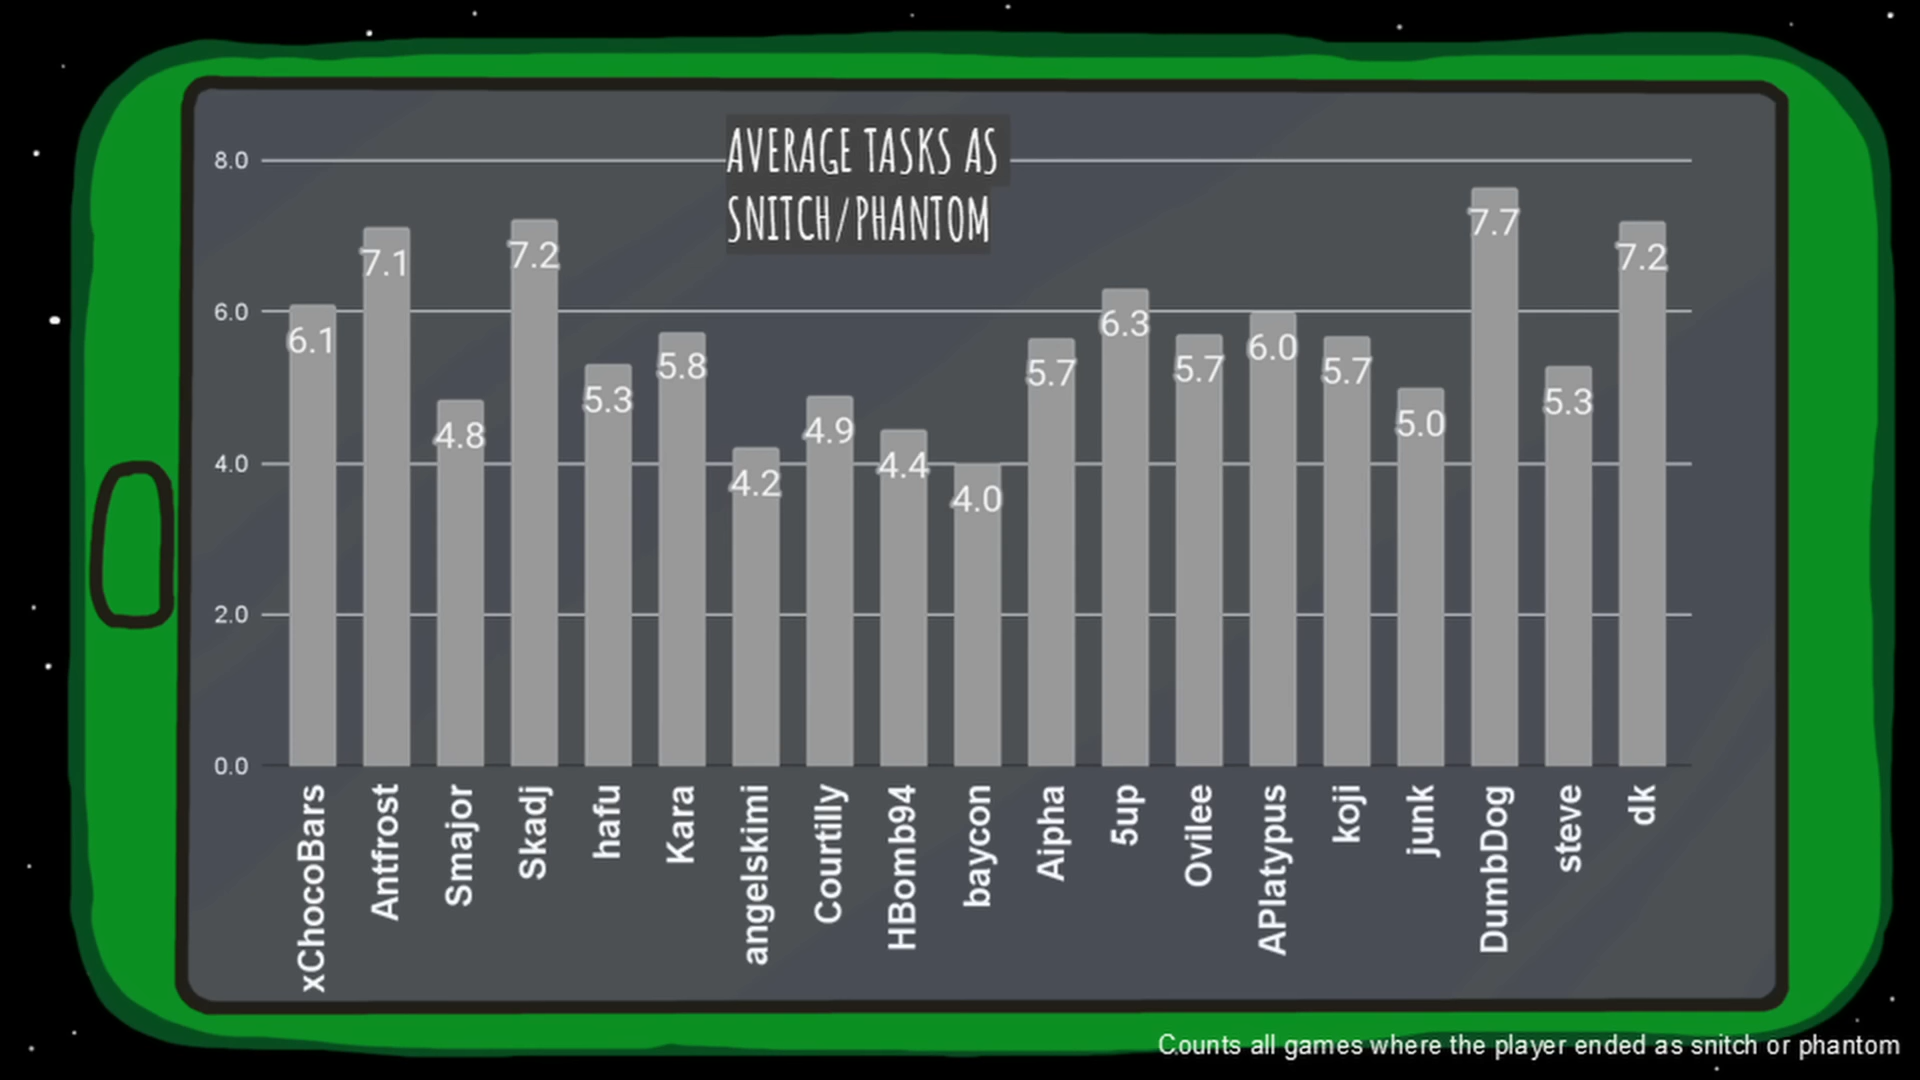 AVERAGE TASKS AS
SNITCH/PHANTOM
8.0
6.0
4.0
2.0
0.0
6.1
7.1
4.8
7.2
5.3
5.8
4.2
4.9
4.4
4.0
5.7
6.3
5.7
6.0
5.7
5.0
7.7
5.3
7.2
xChocoBars
Antfrost
Smajor
Skadj
hafu
Kara
angelskimi
Courtilly
HBomb94
baycon
Aipha
5up
Ovilee
APlatypus
koji
junk
DumbDog
steve
dk
Counts all games where the player ended as snitch or phantom